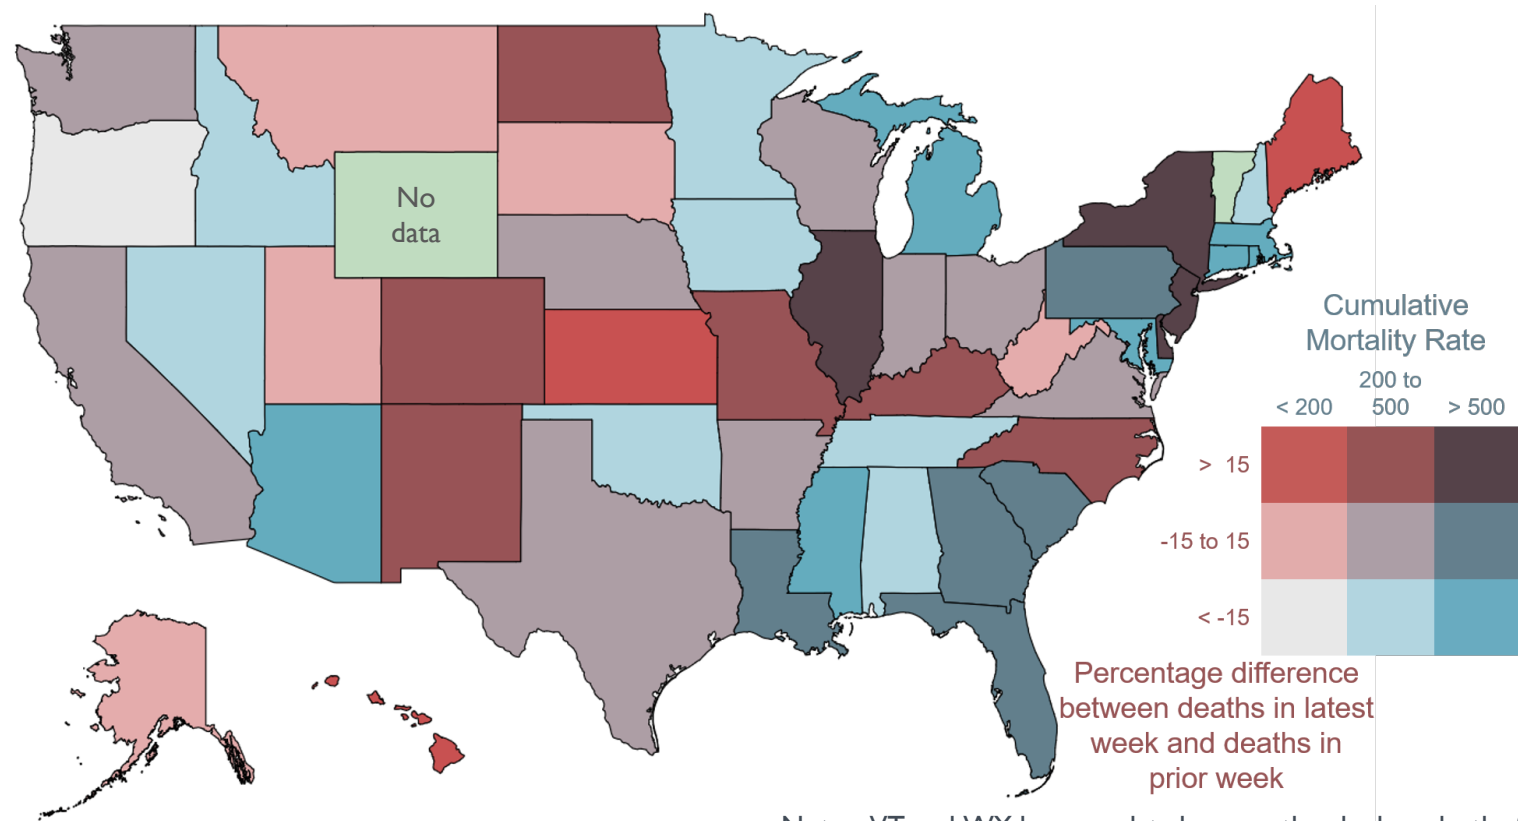 No
data
Cumulative
Mortality Rate
200 to
< 200 500 > 500
> 15
-15 to 15
< -15
Percentage difference
between deaths in latest
week and deaths in
prior week